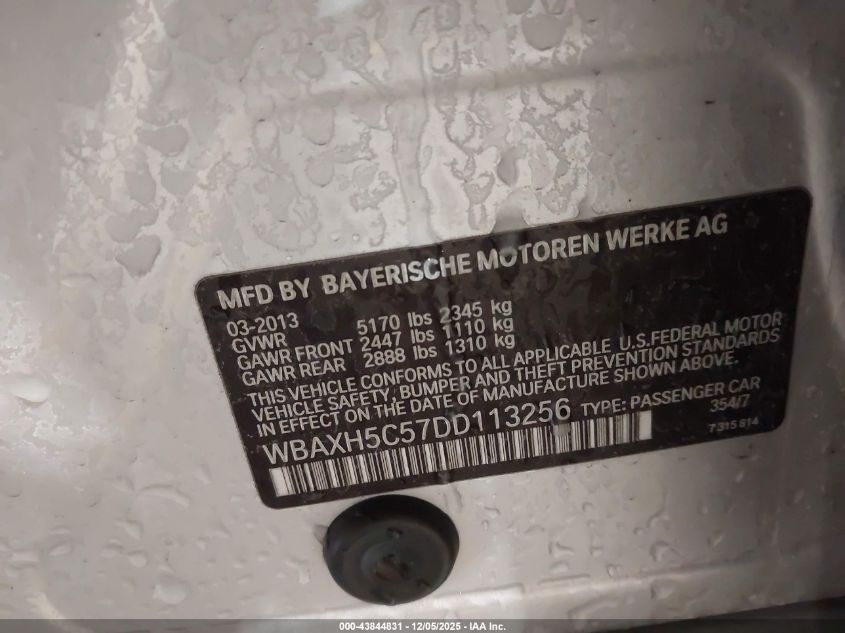 MFD BY BAYERISCHE MOTOREN WERKE AG
03-2013
GVWR 5170 lbs 2345 kg
GAWR FRONT 2447 lbs 1110 kg
GAWR REAR 2888 lbs 1310 kg
THIS VEHICLE CONFORMS TO ALL APPLICABLE U.S.FEDERAL MOTOR
VEHICLE SAFETY, BUMPER AND THEFT PREVENTION STANDARDS
IN EFFECT ON THE DATE OF MANUFACTURE SHOWN ABOVE.
WBAXH5C57DD113256 TYPE: PASSENGER CAR
354/7
7 315 814
000-43844831 - 12/05/2025 - IAA Inc.